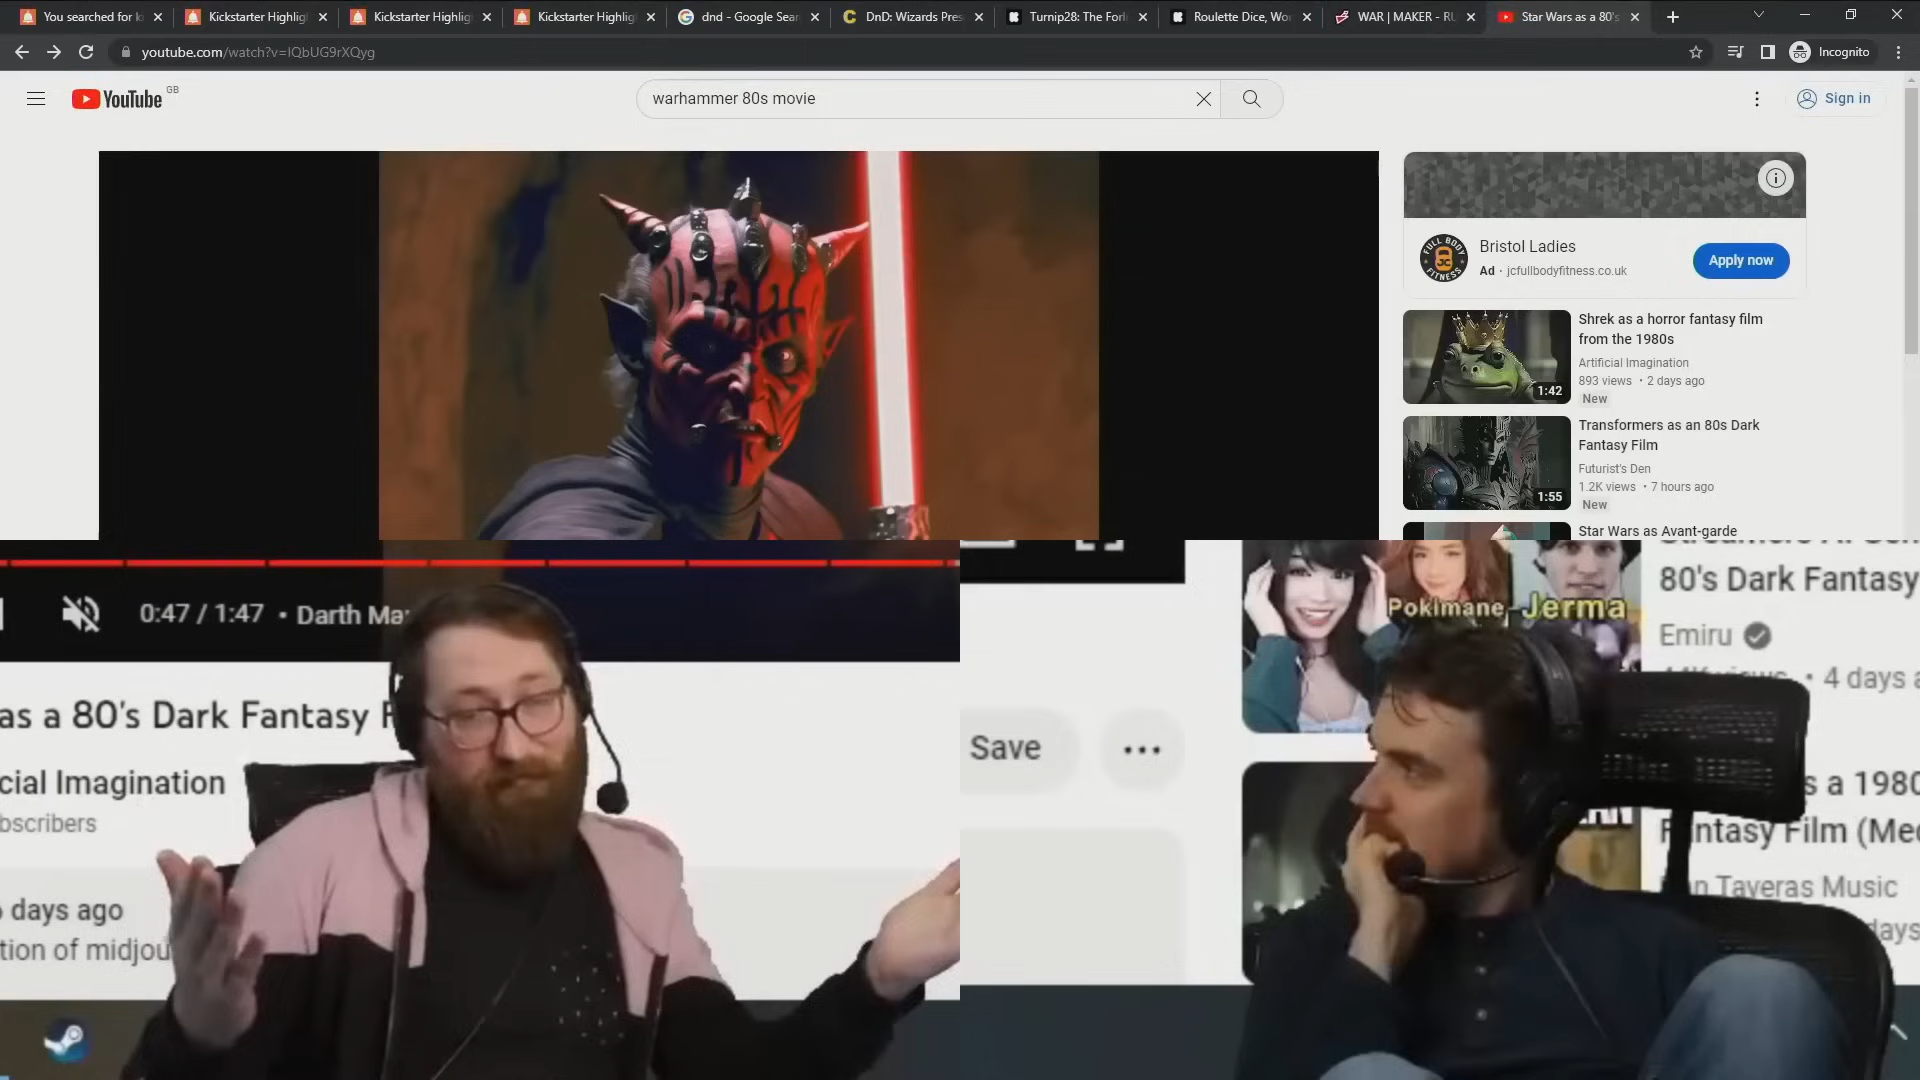 You searched for ki
Kickstarter Highlig
Kickstarter Highlig
Kickstarter Highlig
dnd - Google Sear
DnD: Wizards Pres
Turnip28: The Forl
Roulette Dice, Wo
WAR | MAKER - RU
Star Wars as a 80's
youtube.com/watch?v=IQbUG9rXQyg
Incognito
YouTube GB
warhammer 80s movie
Sign in
FULL BODY
JC
FITNESS
Bristol Ladies
Ad · jcfullbodyfitness.co.uk
Apply now
Shrek as a horror fantasy film
from the 1980s
Artificial Imagination
893 views · 2 days ago
New
1:42
Transformers as an 80s Dark
Fantasy Film
Futurist's Den
1.2K views · 7 hours ago
New
1:55
Star Wars as Avant-garde
0:47 / 1:47 · Darth Ma
as a 80's Dark Fantasy F
cial Imagination
bscribers
days ago
tion of midjou
Save
Pokimane
Jerma
80's Dark Fantasy
Emiru
4 days a
s a 1980
Fantasy Film (Me
n Taveras Music
days